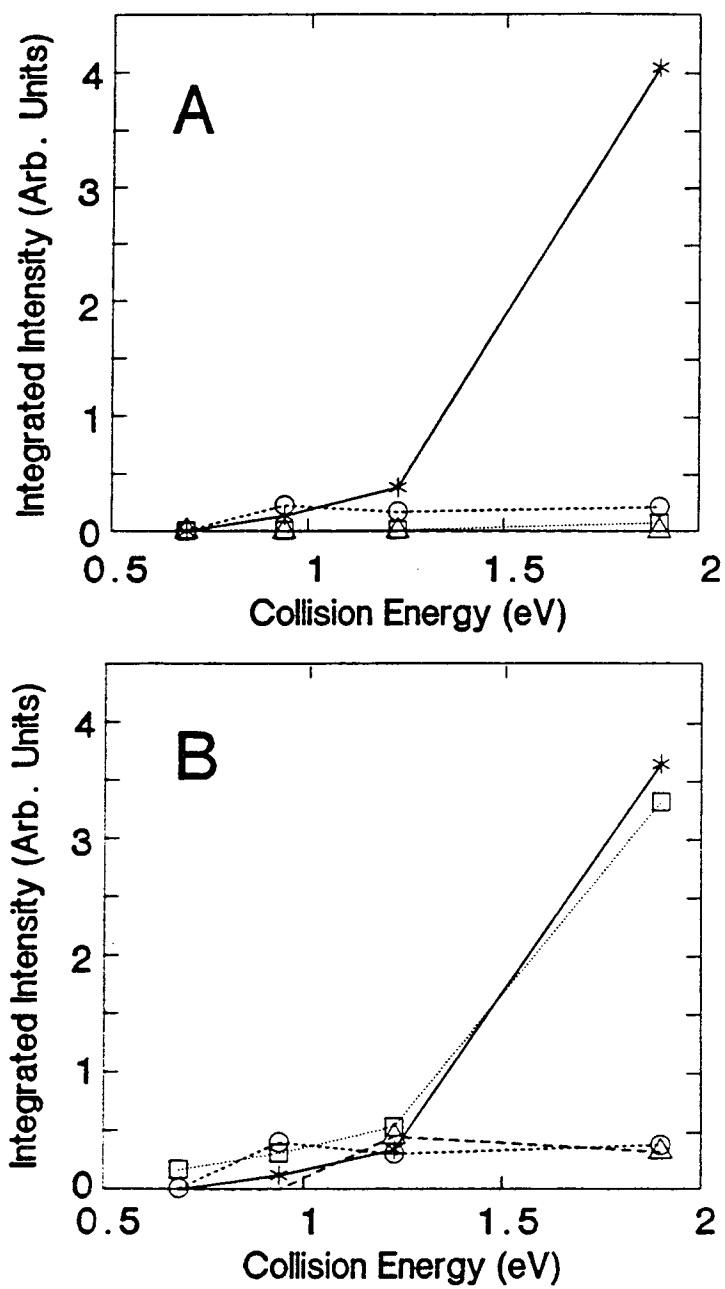 4
3
2
1
0
Integrated Intensity (Arb. Units)
A
0.5 1 1.5 2
Collision Energy (eV)
4
3
2
1
0
Integrated Intensity (Arb. Units)
B
0.5 1 1.5 2
Collision Energy (eV)